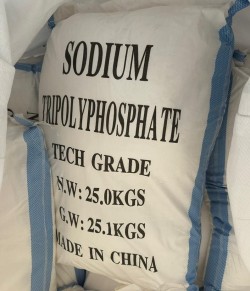 SODIUM
TRIPOLYPHOSPHATE
TECH GRADE
N.W: 25.0KGS
G.W: 25.1KGS
MADE IN CHINA